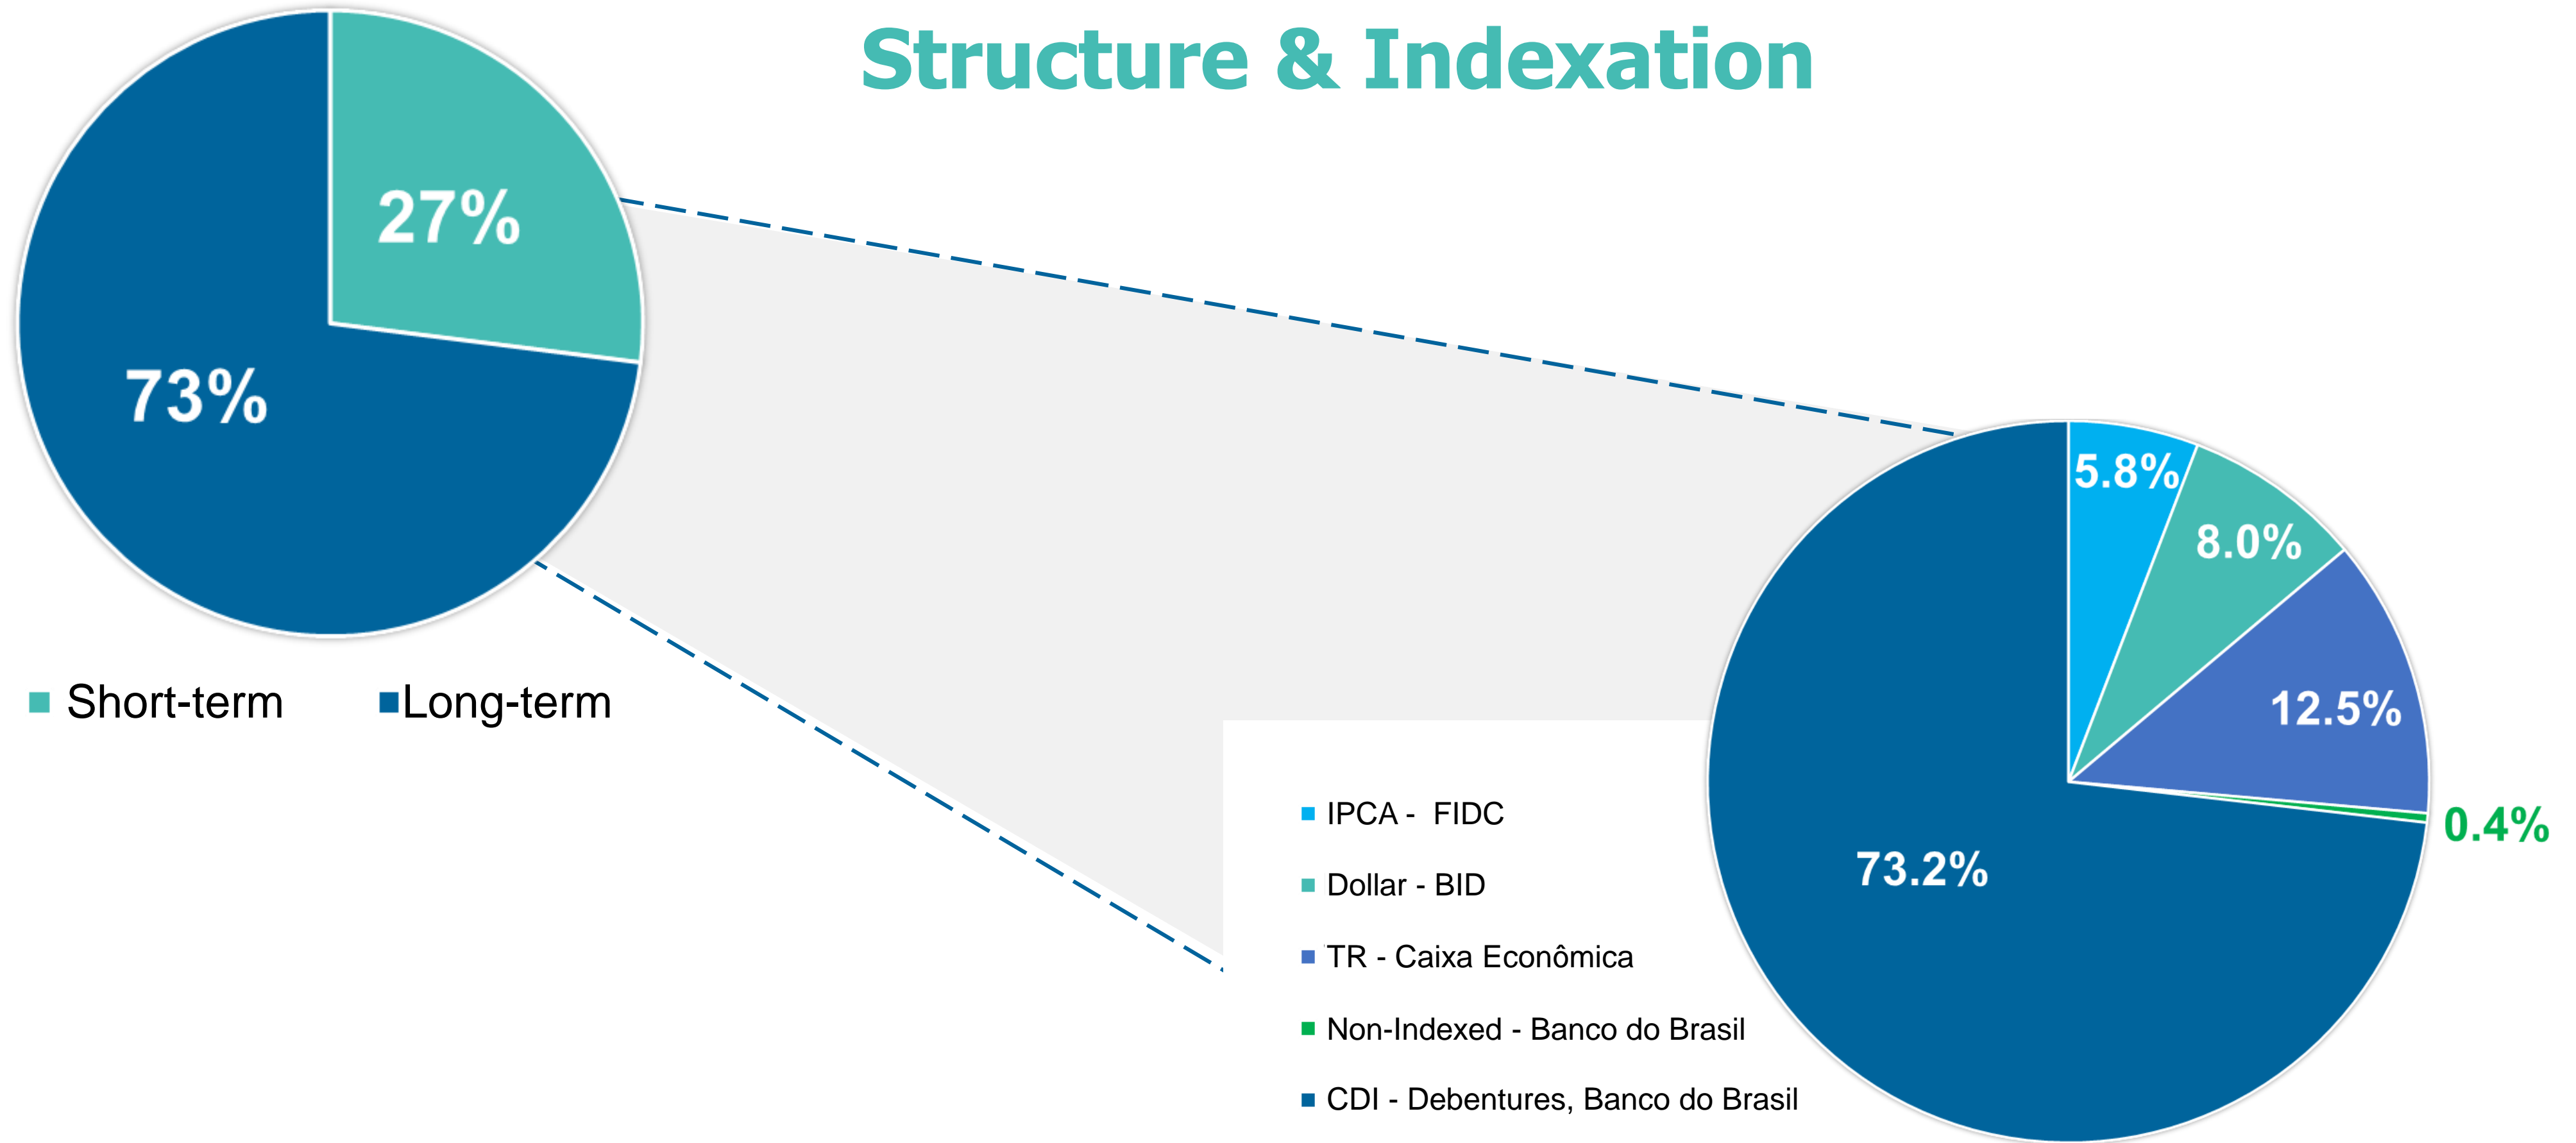 Structure & Indexation
27%
73%
Short-term
Long-term
5.8%
8.0%
12.5%
0.4%
73.2%
IPCA -  FIDC
Dollar - BID
TR - Caixa Econômica
Non-Indexed - Banco do Brasil
CDI - Debentures, Banco do Brasil